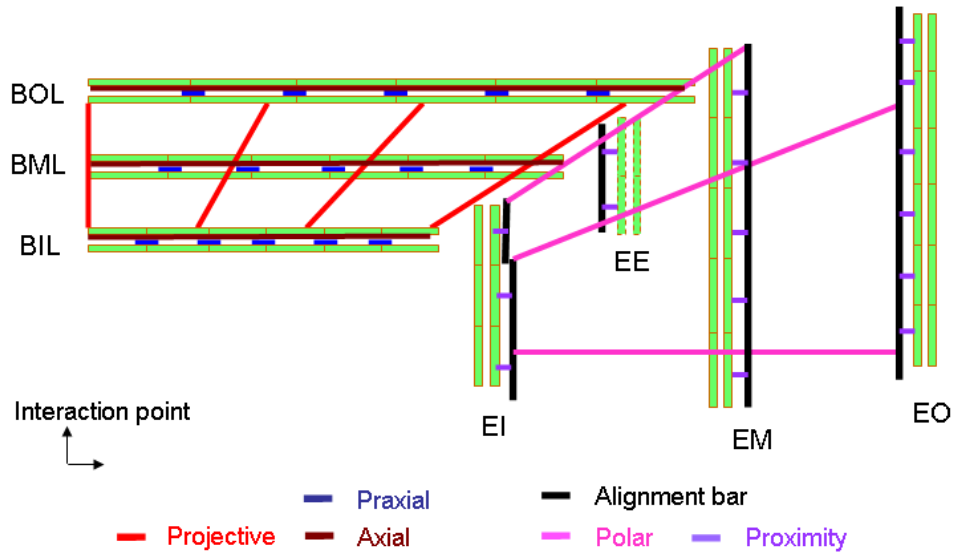 BOL
BML
BIL
EE
EI
EM
EO
Interaction point
Praxial
Alignment bar
Projective
Axial
Polar
Proximity